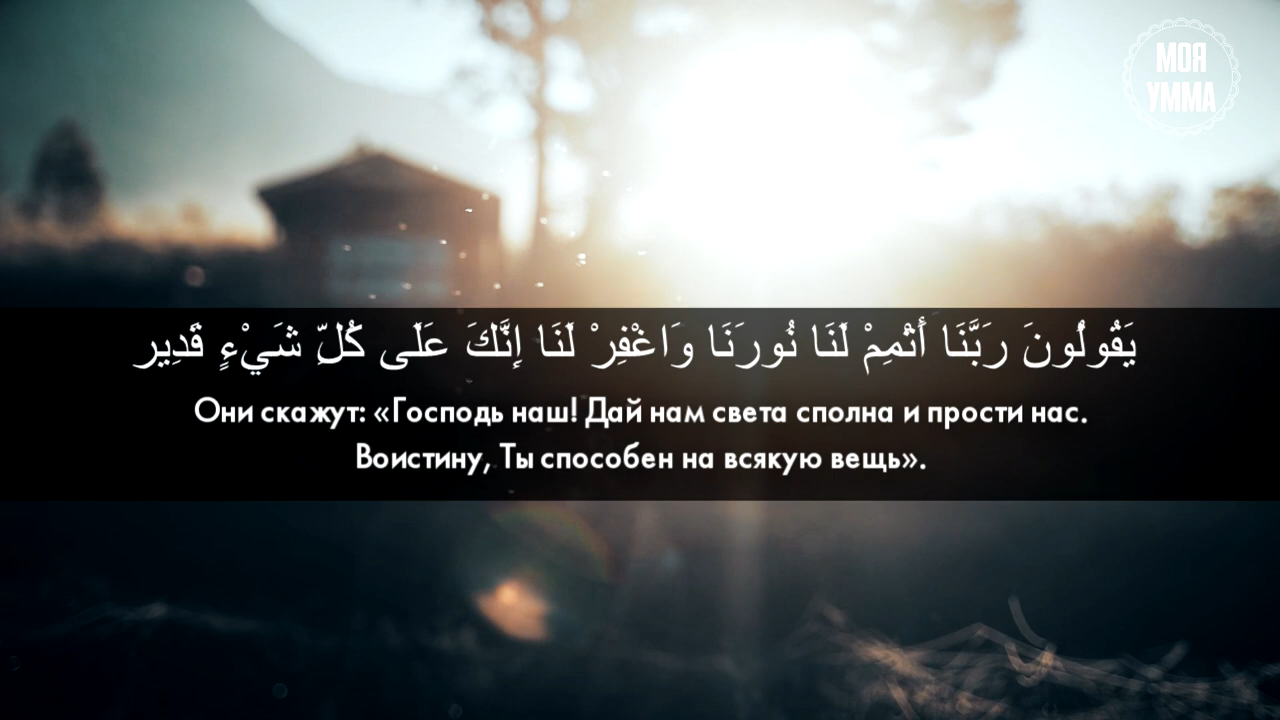 МОЯ
УММА
يَقُولُونَ رَبَّنَا أَتْمِمْ لَنَا نُورَنَا وَاغْفِرْ لَنَا إِنَّكَ عَلَى كُلِّ شَيْءٍ قَدِير
Они скажут: «Господь наш! Дай нам света сполна и прости нас.
Воистину, Ты способен на всякую вещь».